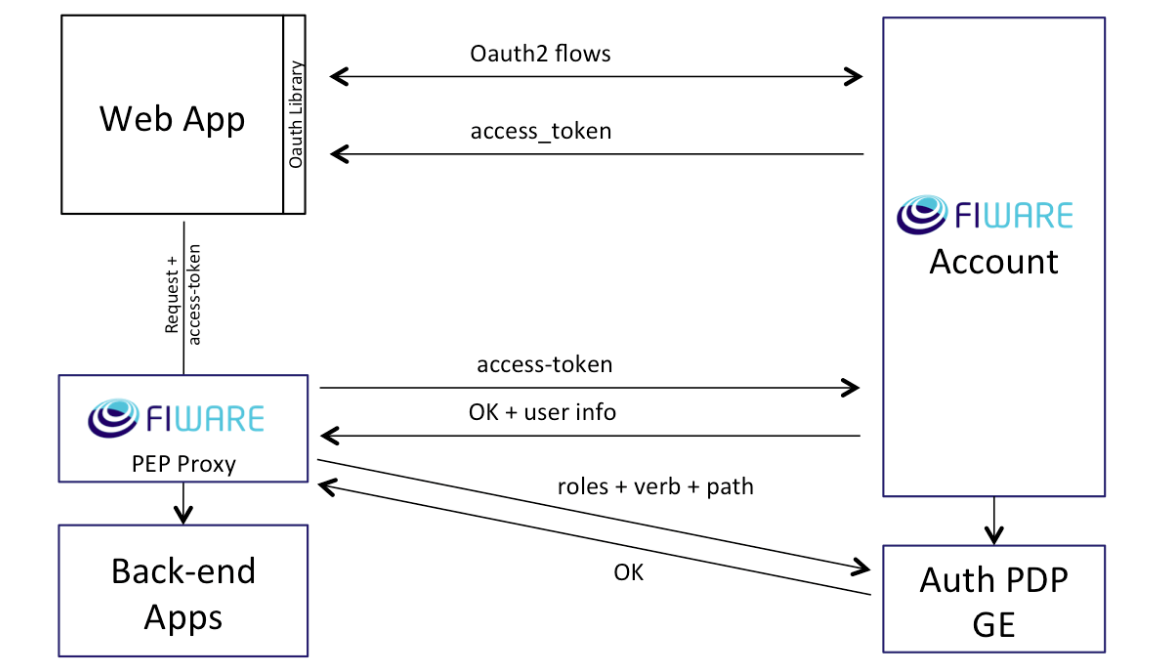 Oauth2 flows
Web App
Oauth Library
access_token
FIWARE
Account
Request +
access-token
access-token
FIWARE
OK + user info
PEP Proxy
roles + verb + path
Back-end
Apps
OK
Auth PDP
GE